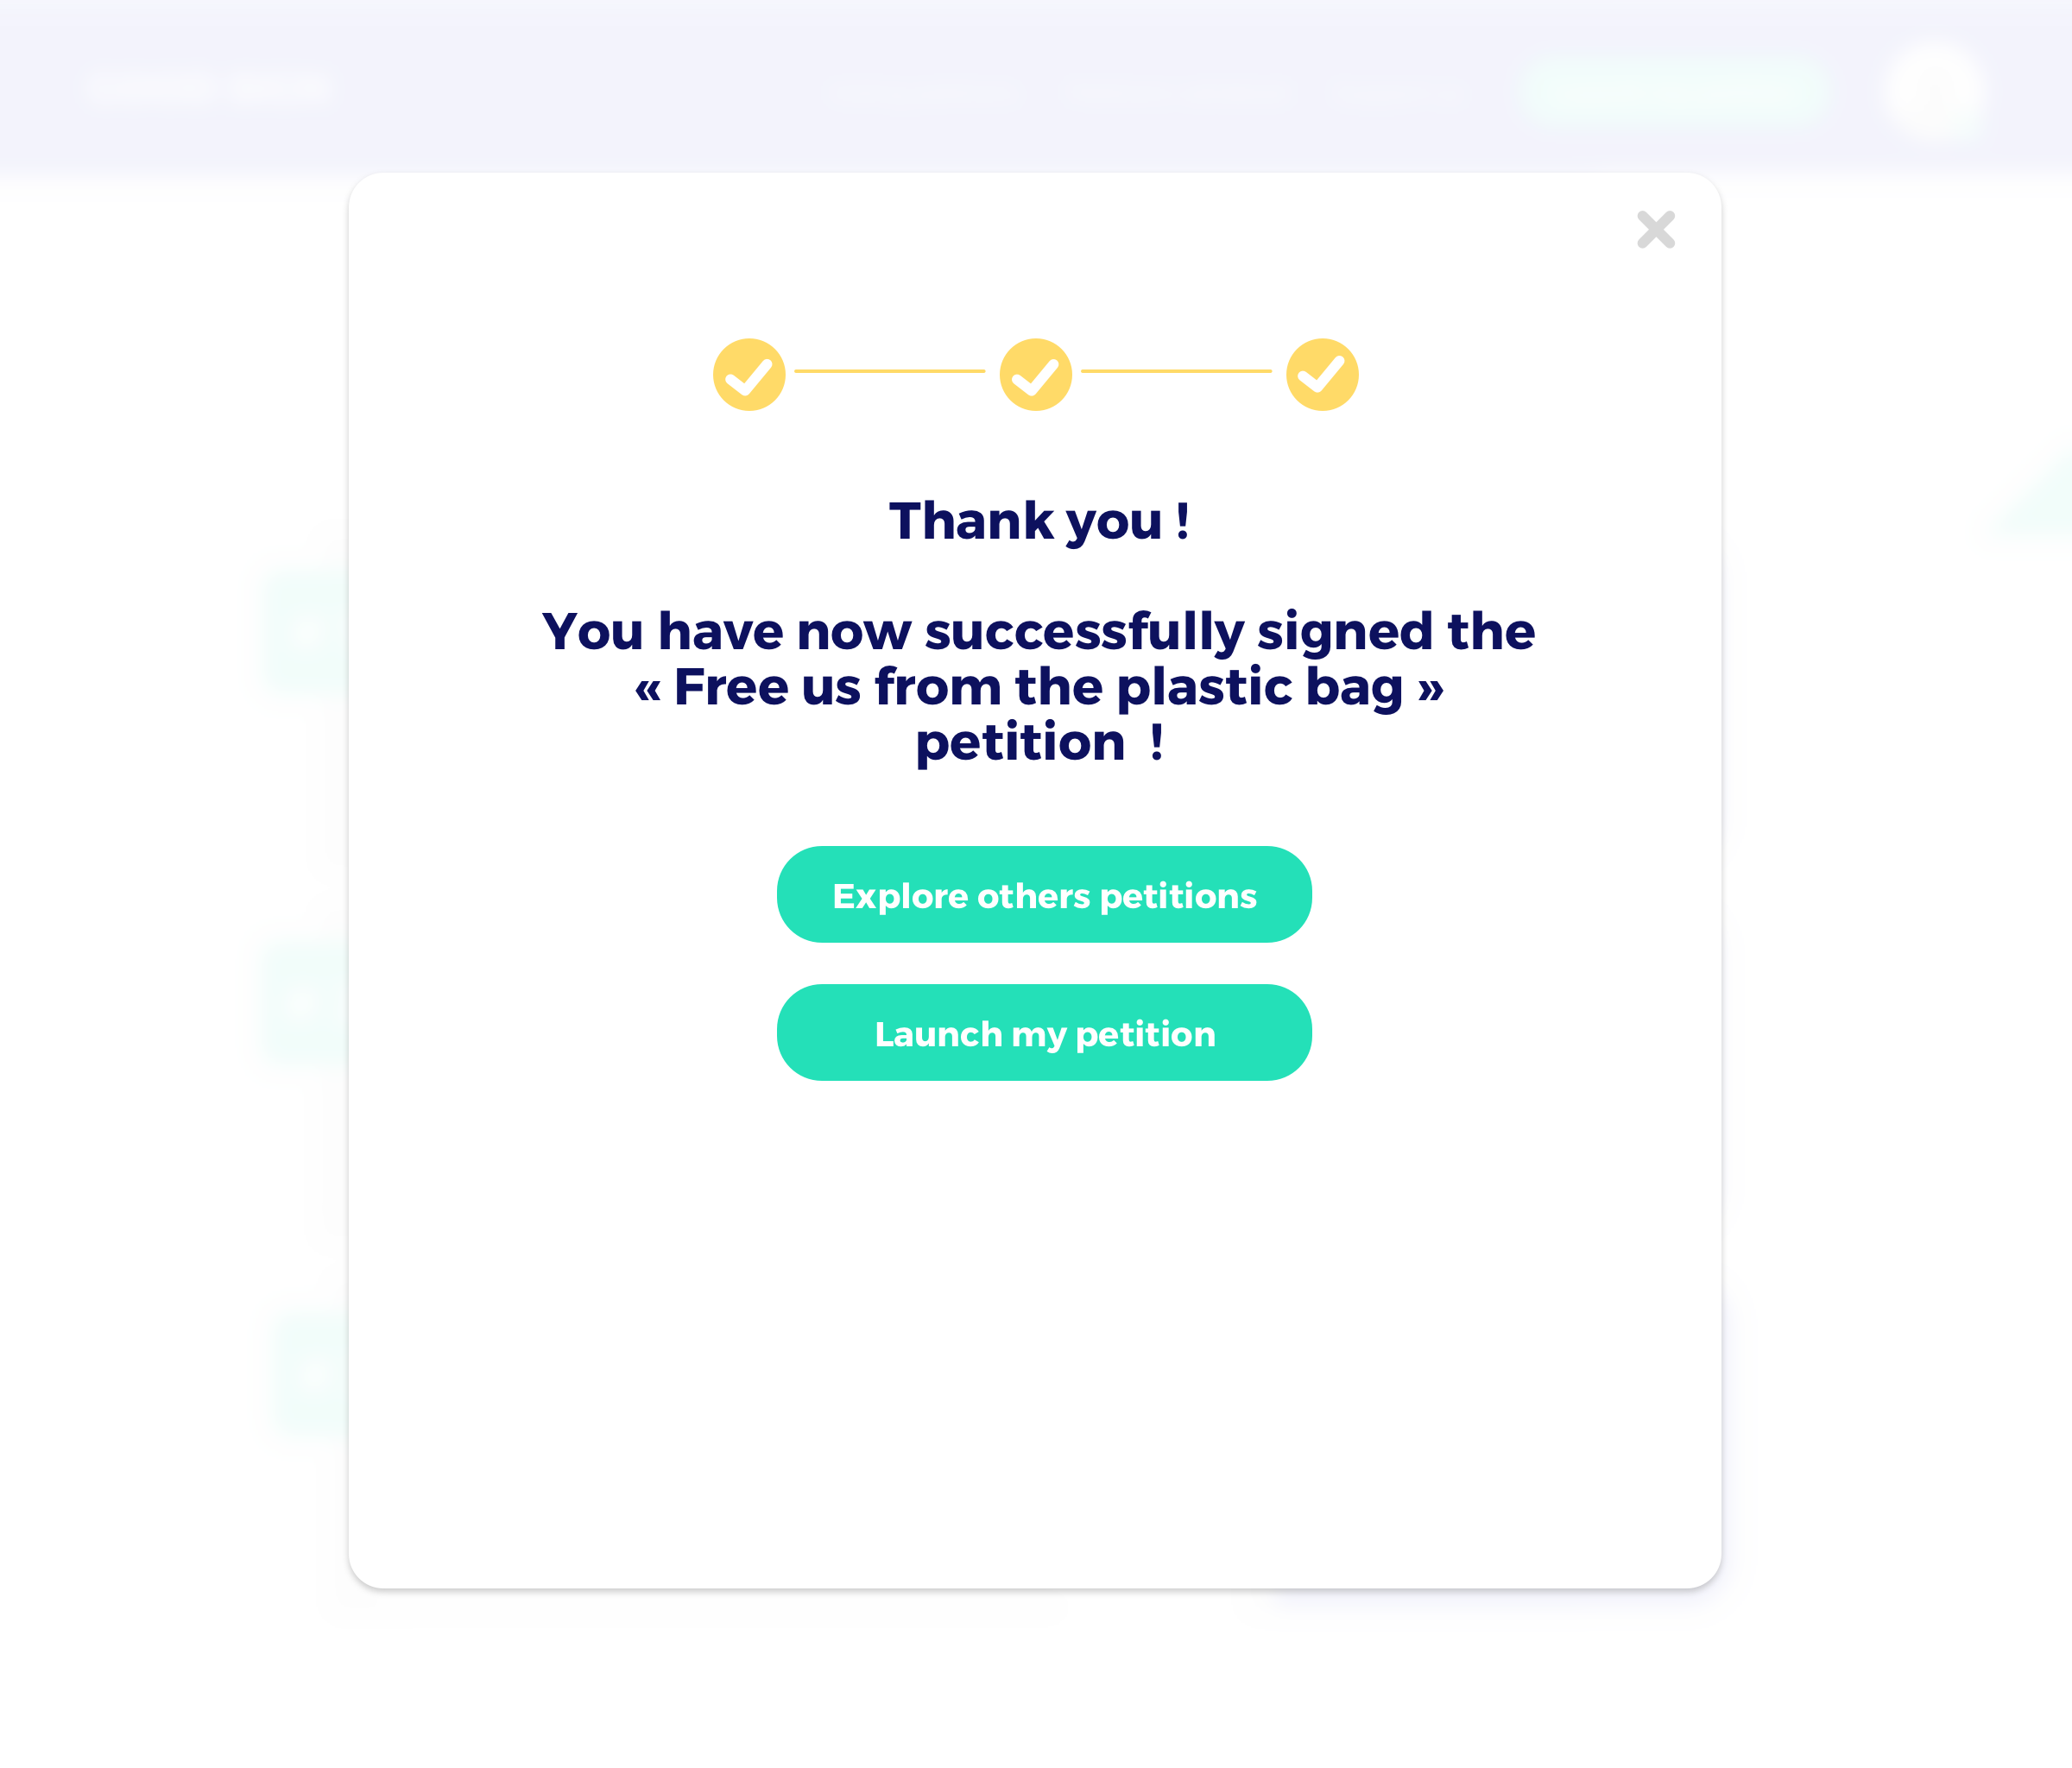 Thank you !
You have now successfully signed the
« Free us from the plastic bag »
petition  !
Explore others petitions
Launch my petition